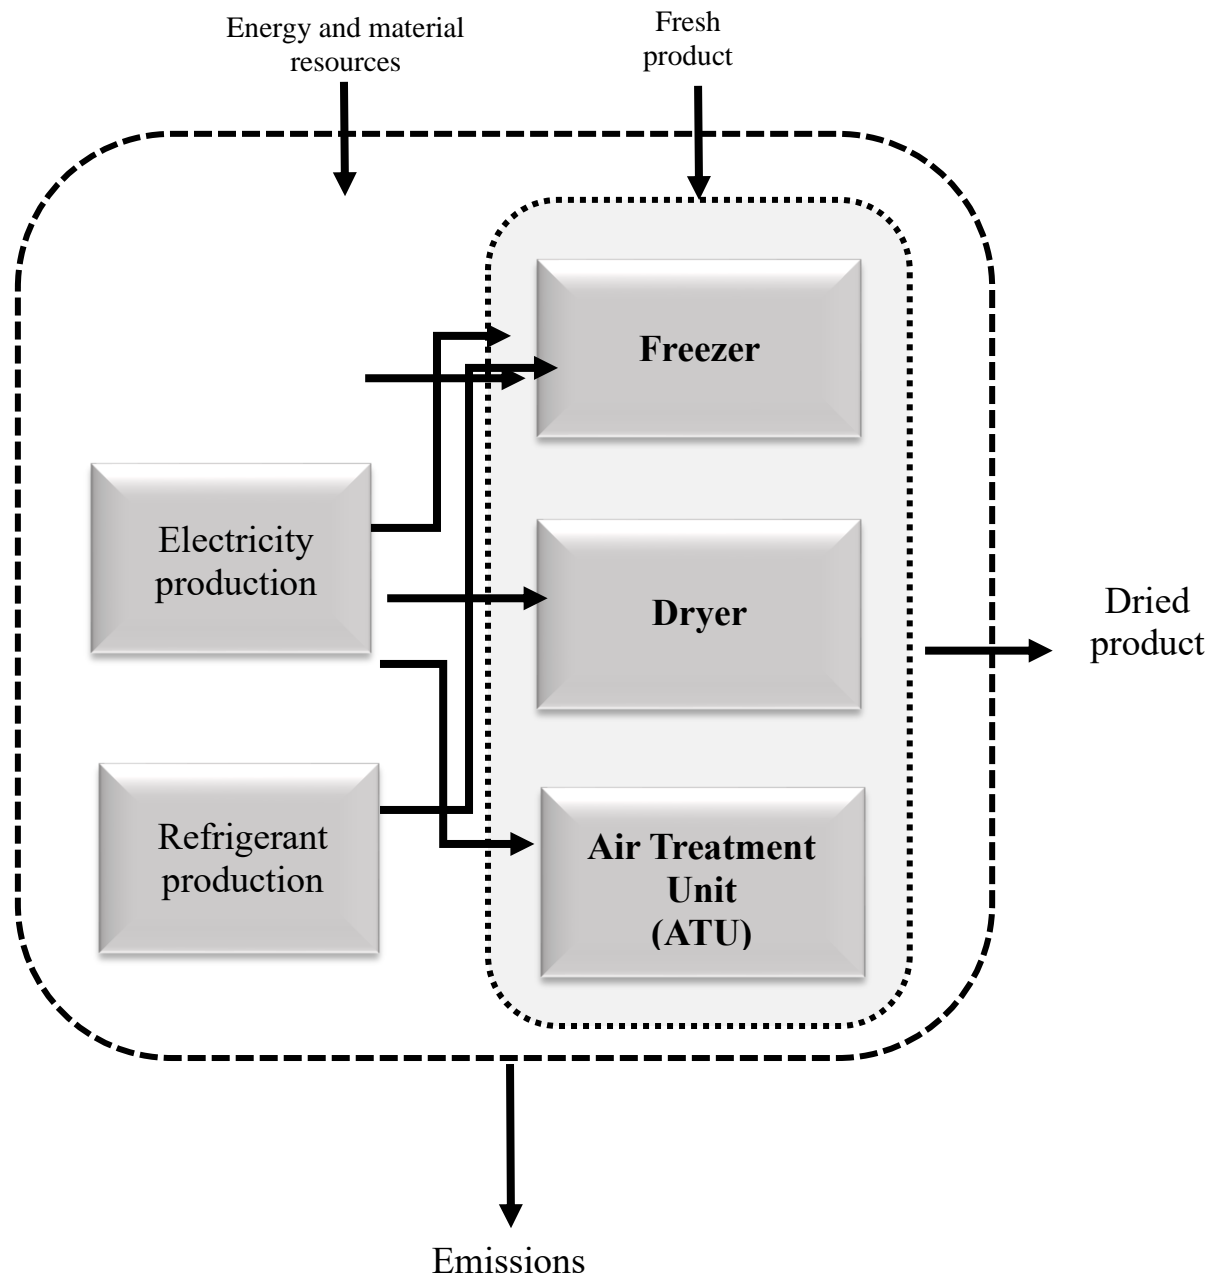 Energy and material
resources
Fresh
product
Freezer
Electricity
production
Dryer
Dried
product
Refrigerant
production
Air Treatment
Unit
(ATU)
Emissions